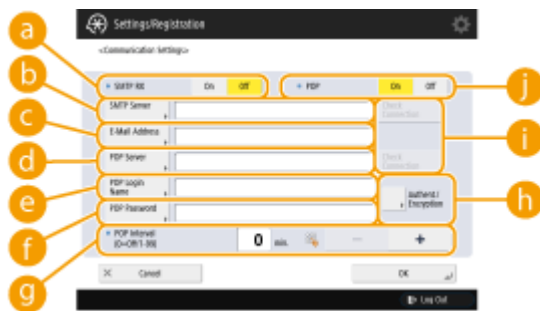 Settings/Registration
<Communication Settings>
a
SMTP RX On Off
POP On Off
j
b
SMTP Server
Check
Connection
c
E-Mail Address
i
d
POP Server
Check
Connection
e
POP Login
Name
Authent./
Encryption
h
f
POP Password
g
POP Interval
(0=Off/1-99)
0 min. - +
× Cancel
OK
Log Out